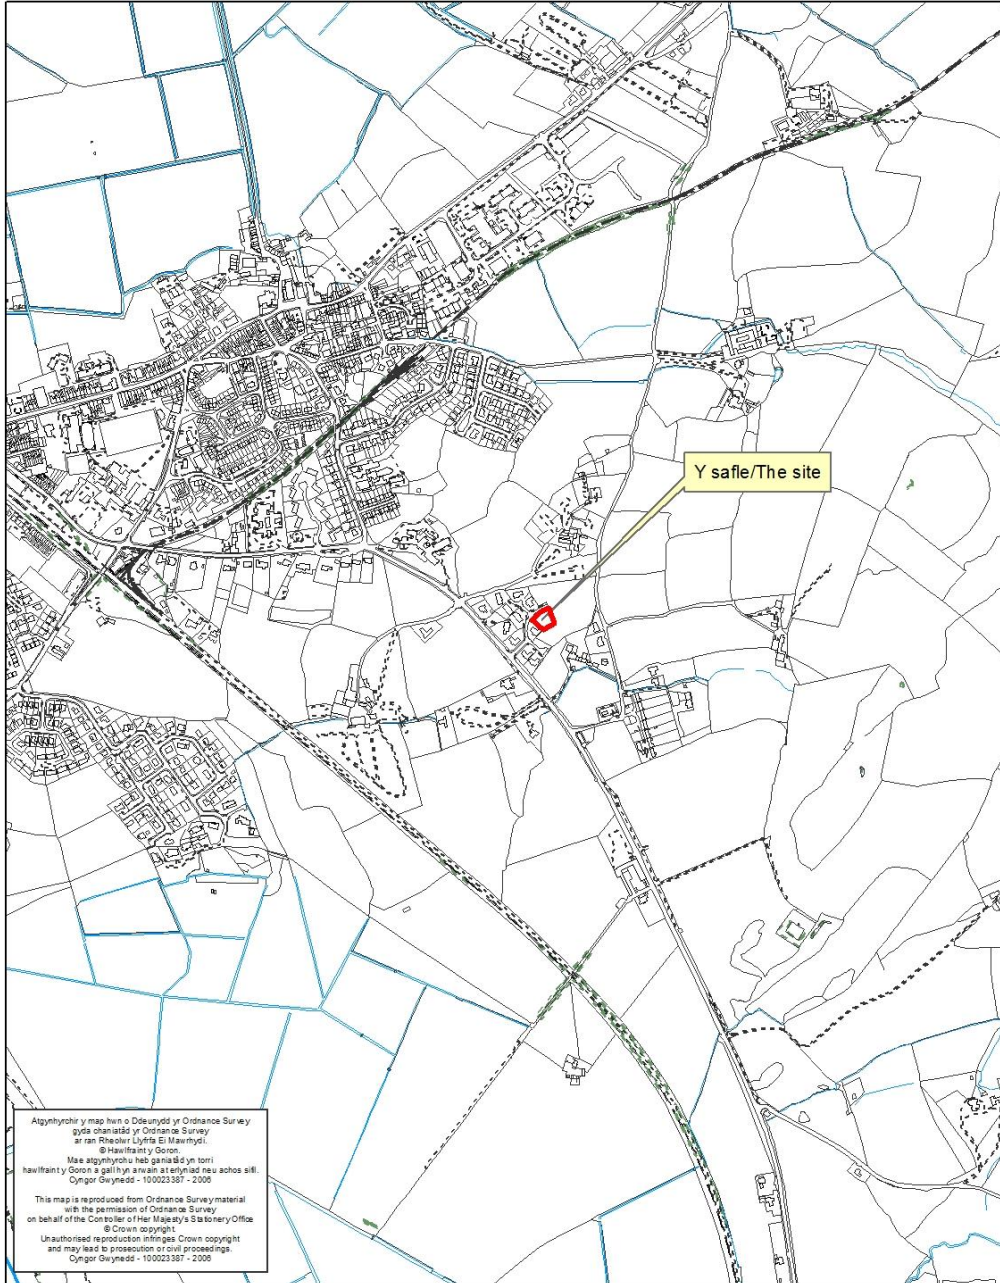 Y safle/The site
Atgynhyrchir y map hwn o Ddeunydd yr Ordnance Survey
gyda chaniatâd yr Ordnance Survey
ar ran Rheolwr Llyfrfa Ei Mawrhydi.
© Hawlfraint y Goron.
Mae atgynhyrchu heb ganiatâd yn torri
hawlfraint y Goron a gall hyn arwain at erlyniad neu achos sifil.
Cyngor Gwynedd - 100023387 - 2006
This map is reproduced from Ordnance Survey material
with the permission of Ordnance Survey
on behalf of the Controller of Her Majesty's Stationery Office
© Crown copyright.
Unauthorised reproduction infringes Crown copyright
and may lead to prosecution or civil proceedings.
Cyngor Gwynedd - 100023387 - 2006